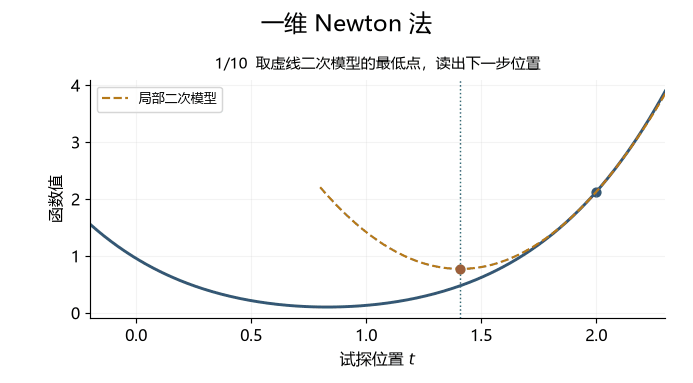 一维 Newton 法
1/10 取虚线二次模型的最低点，读出下一步位置
局部二次模型
函数值
4
3
2
1
0
0.0 0.5 1.0 1.5 2.0
试探位置 t